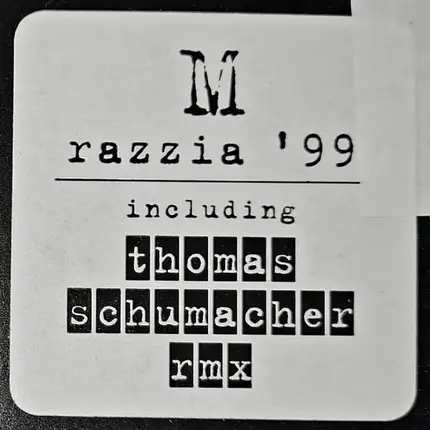 M
razzia '99
including
thomas
schumacher
rmx